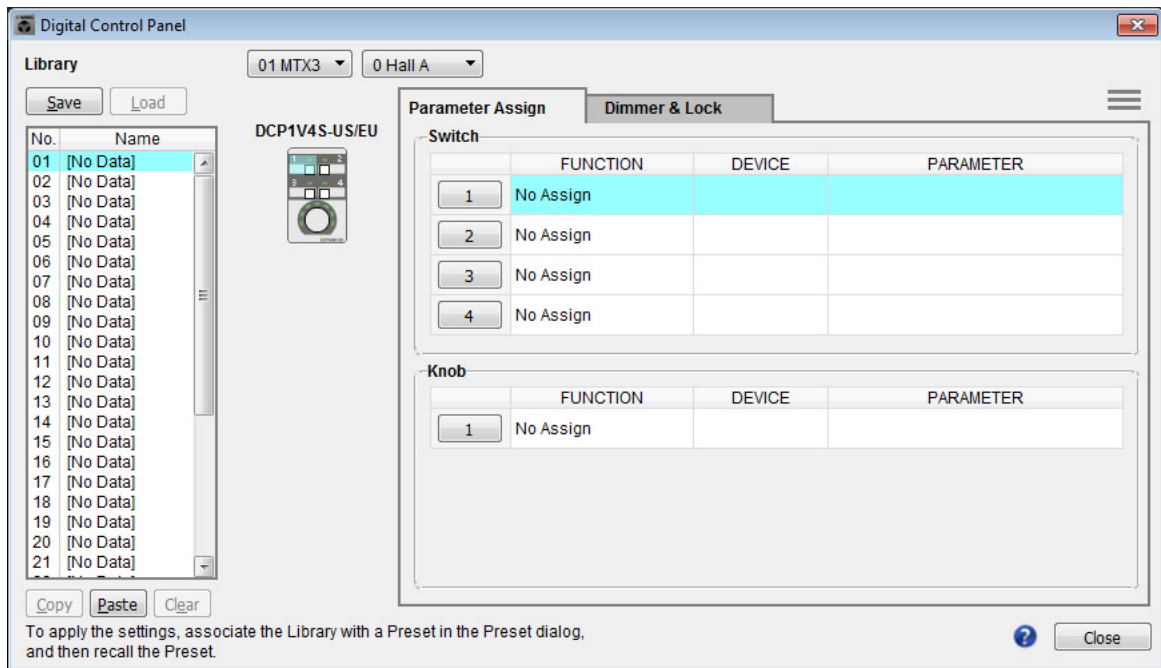 Digital Control Panel
Library
01 MTX3
0 Hall A
Save
Load
Parameter Assign
Dimmer & Lock
No. Name
01 [No Data]
02 [No Data]
03 [No Data]
04 [No Data]
05 [No Data]
06 [No Data]
07 [No Data]
08 [No Data]
09 [No Data]
10 [No Data]
11 [No Data]
12 [No Data]
13 [No Data]
14 [No Data]
15 [No Data]
16 [No Data]
17 [No Data]
18 [No Data]
19 [No Data]
20 [No Data]
21 [No Data]
DCP1V4S-US/EU
1 2
3 4
Switch
FUNCTION DEVICE PARAMETER
1 No Assign
2 No Assign
3 No Assign
4 No Assign
Knob
FUNCTION DEVICE PARAMETER
1 No Assign
Copy
Paste
Clear
To apply the settings, associate the Library with a Preset in the Preset dialog,
and then recall the Preset.
?
Close